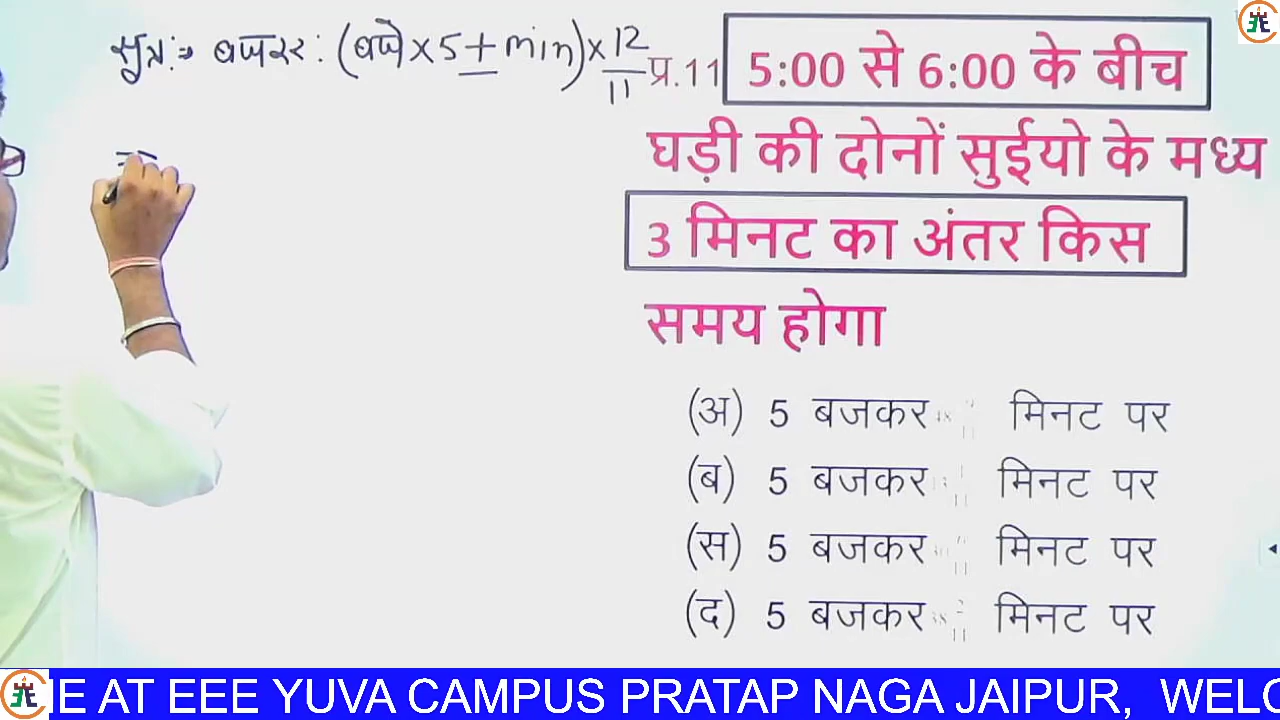 सुत्र:⇒ बजकर : (बजे × 5 + min) × 12/11
प्र.11 5:00 से 6:00 के बीच
घड़ी की दोनों सुईयो के मध्य
3 मिनट का अंतर किस
समय होगा
(अ) 5 बजकर मिनट पर
(ब) 5 बजकर मिनट पर
(स) 5 बजकर मिनट पर
(द) 5 बजकर मिनट पर
E AT EEE YUVA CAMPUS PRATAP NAGA JAIPUR, WELC